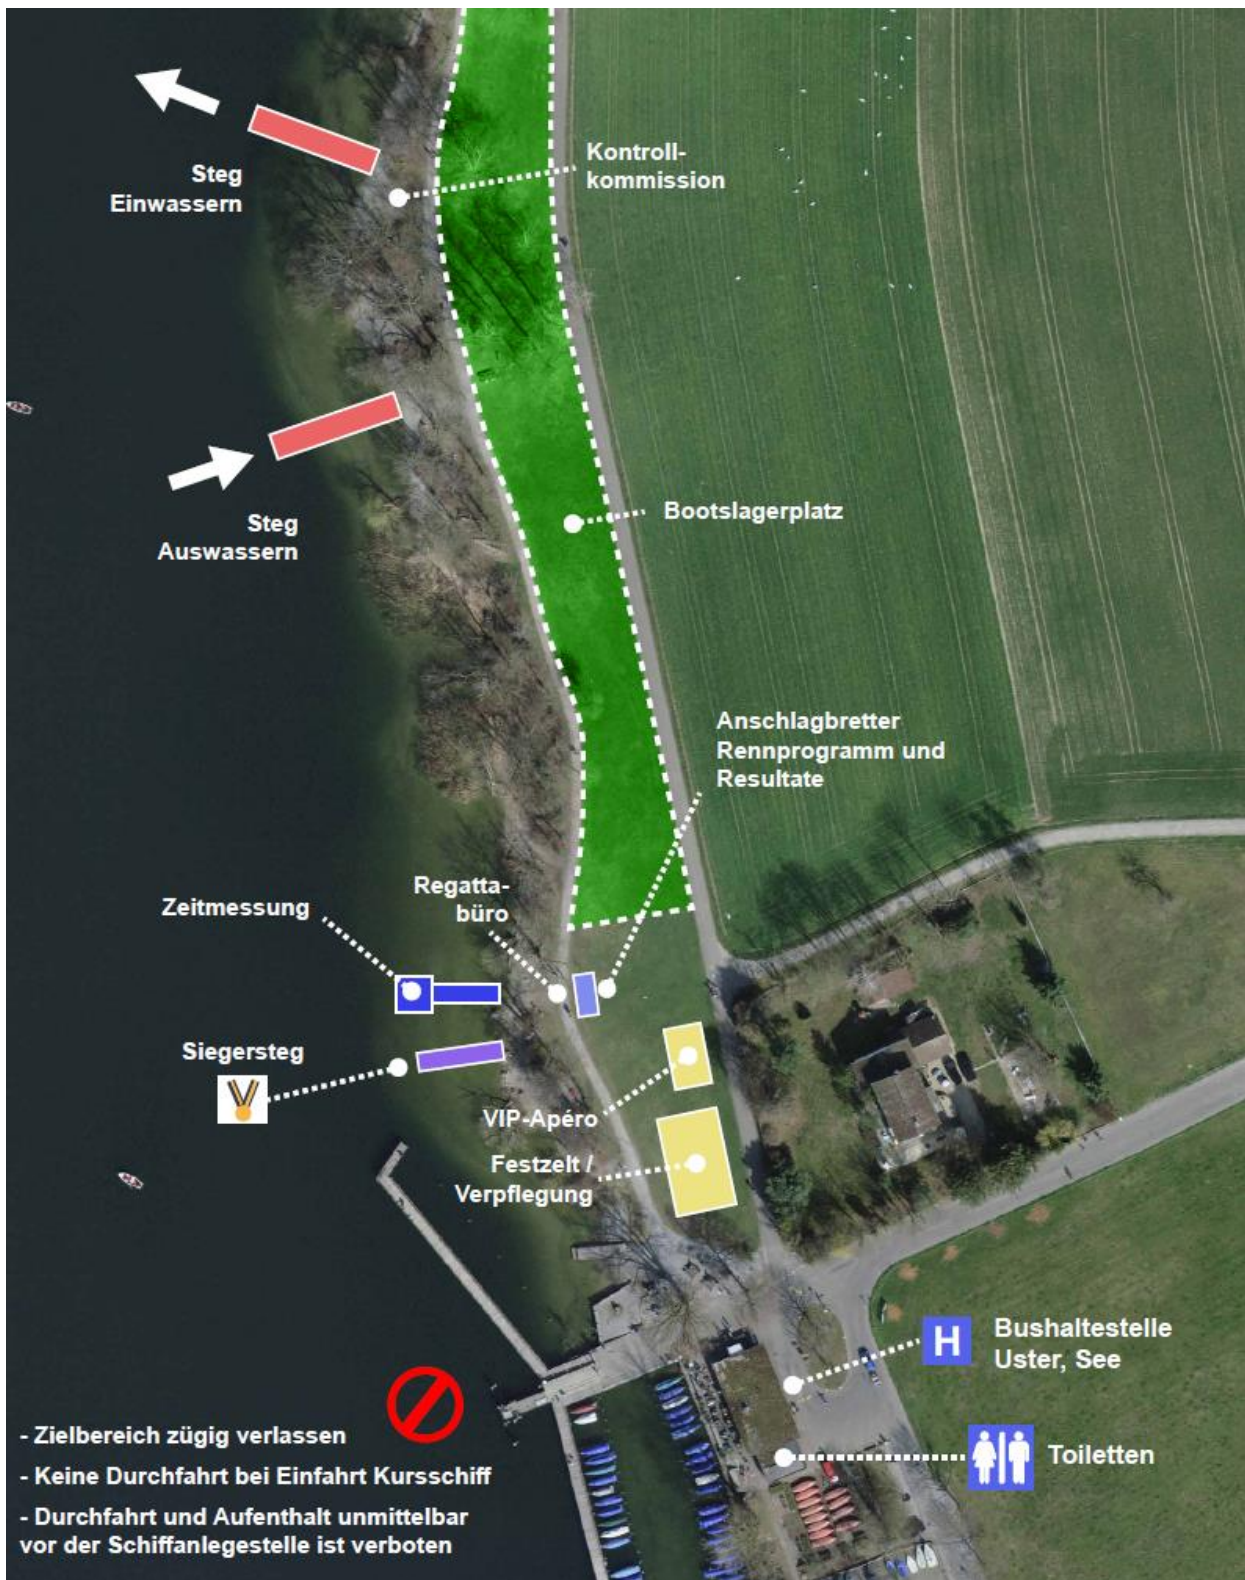 Kontroll-
kommission
Steg
Einwassern
Bootslagerplatz
Steg
Auswassern
Anschlagbretter
Rennprogramm und
Resultate
Regatta-
büro
Zeitmessung
Siegersteg
VIP-Apéro
Festzelt /
Verpflegung
H
Bushaltestelle
Uster, See
Toiletten
- Zielbereich zügig verlassen
- Keine Durchfahrt bei Einfahrt Kursschiff
- Durchfahrt und Aufenthalt unmittelbar
vor der Schiffanlegestelle ist verboten